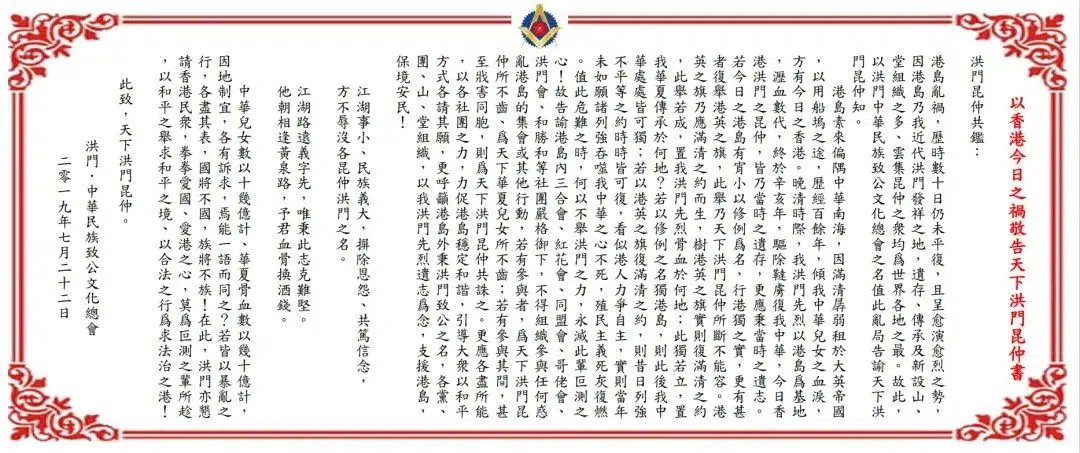 以香港今日之禍敬告天下洪門昆仲書
洪門昆仲共鑑：
港島亂禍，歷時數十日仍未平復，且呈愈演愈烈之勢，
因港島乃我近代洪門發祥之地，遺存、傳承及新設山、
堂組織之多、雲集昆仲之衆均爲世界各地之最。故此，
以洪門中華民族致公文化總會之名值此亂局告諭天下洪
門昆仲知。
港島素來偏隅中華南海，因滿清孱弱租於大英帝國
，以用船塢之途，歷經百餘年，傾我中華兒女之血淚，
方有今日之香港。晚清時際，我洪門先烈以港島爲基地
，瀝血數代，終於辛亥年，驅除韃虜復我中華，今日香
港洪門之昆仲，皆乃當時之遺存，更應秉當時之遺志。
若今日之港島有宵小以修例爲名，行港獨之實，更有甚
者復舉港英之旗，此舉乃天下洪門昆仲所斷不能容。港
英之旗乃應滿清之約而生，樹港英之旗實則復滿清之約
，此舉若成，置我洪門先烈骨血於何地；此獨若立，置
我華夏傳承於何地？若以修例之名獨港島，則此後我中
華處處皆可獨；若以港英之旗復滿清之約，則昔日列強
不平等之約時時皆可復，看似港人力爭自主，實則當年
未如願諸列強吞噬我中華之心不死，殖民主義死灰復燃
。值此危難之時，何以不舉洪門之力，永滅此輩叵測之
心！故告諭港島內三合會、紅花會、同盟會、哥佬會、
洪門會、和勝和等社團嚴格御下，不得組織參與任何惑
亂港島的集會或其他行動，若有參與者，爲天下洪門昆
仲所不齒、爲天下華夏兒女所不齒；若有參與其間，甚
至戕害同胞，則爲天下洪門昆仲共誅之。更應各盡所能
，以各社團之力，力促港島穩定和諧，引導大衆以和平
方式各請其願，更呼籲港島外秉洪門致公之名，各黨、
團、山、堂組織，以我洪門先烈遺志爲念，支援港島，
保境安民！
江湖事小、民族義大，摒除恩怨、共篤信念，
方不辱沒各昆仲洪門之名。
江湖路遠義字先，唯秉此志克難堅。
他朝相逢黃泉路，予君血骨換酒錢。
中華兒女數以十幾億計、華夏骨血數以幾十億計，
因地制宜，各有訴求，焉能一語而同之？若皆以暴亂之
行，各盡其表，國將不國，族將不族！在此，洪門亦懇
請香港民衆，拳拳愛國、愛港之心，莫爲叵測之輩所趁
，以和平之舉求和平之境、以合法之行爲求法治之港！
此致，天下洪門昆仲。
洪門·中華民族致公文化總會
二零一九年七月二十二日